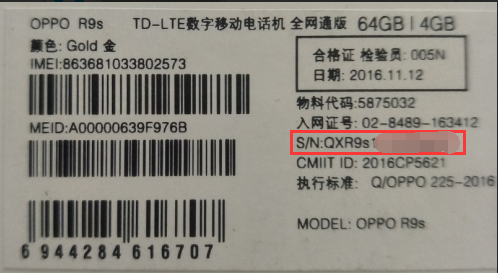 OPPO R9s TD-LTE数字移动电话机 全网通版 64GB | 4GB
颜色: Gold 金
IMEI:863681033802573
MEID:A00000639F976B
6 944284 616707
合格证 检验员: 005N
日期: 2016.11.12
物料代码:5875032
入网证号: 02-8489-163412
S/N:QXR9s1
CMIIT ID: 2016CP5621
执行标准: Q/OPPO 225-2016
MODEL: OPPO R9s